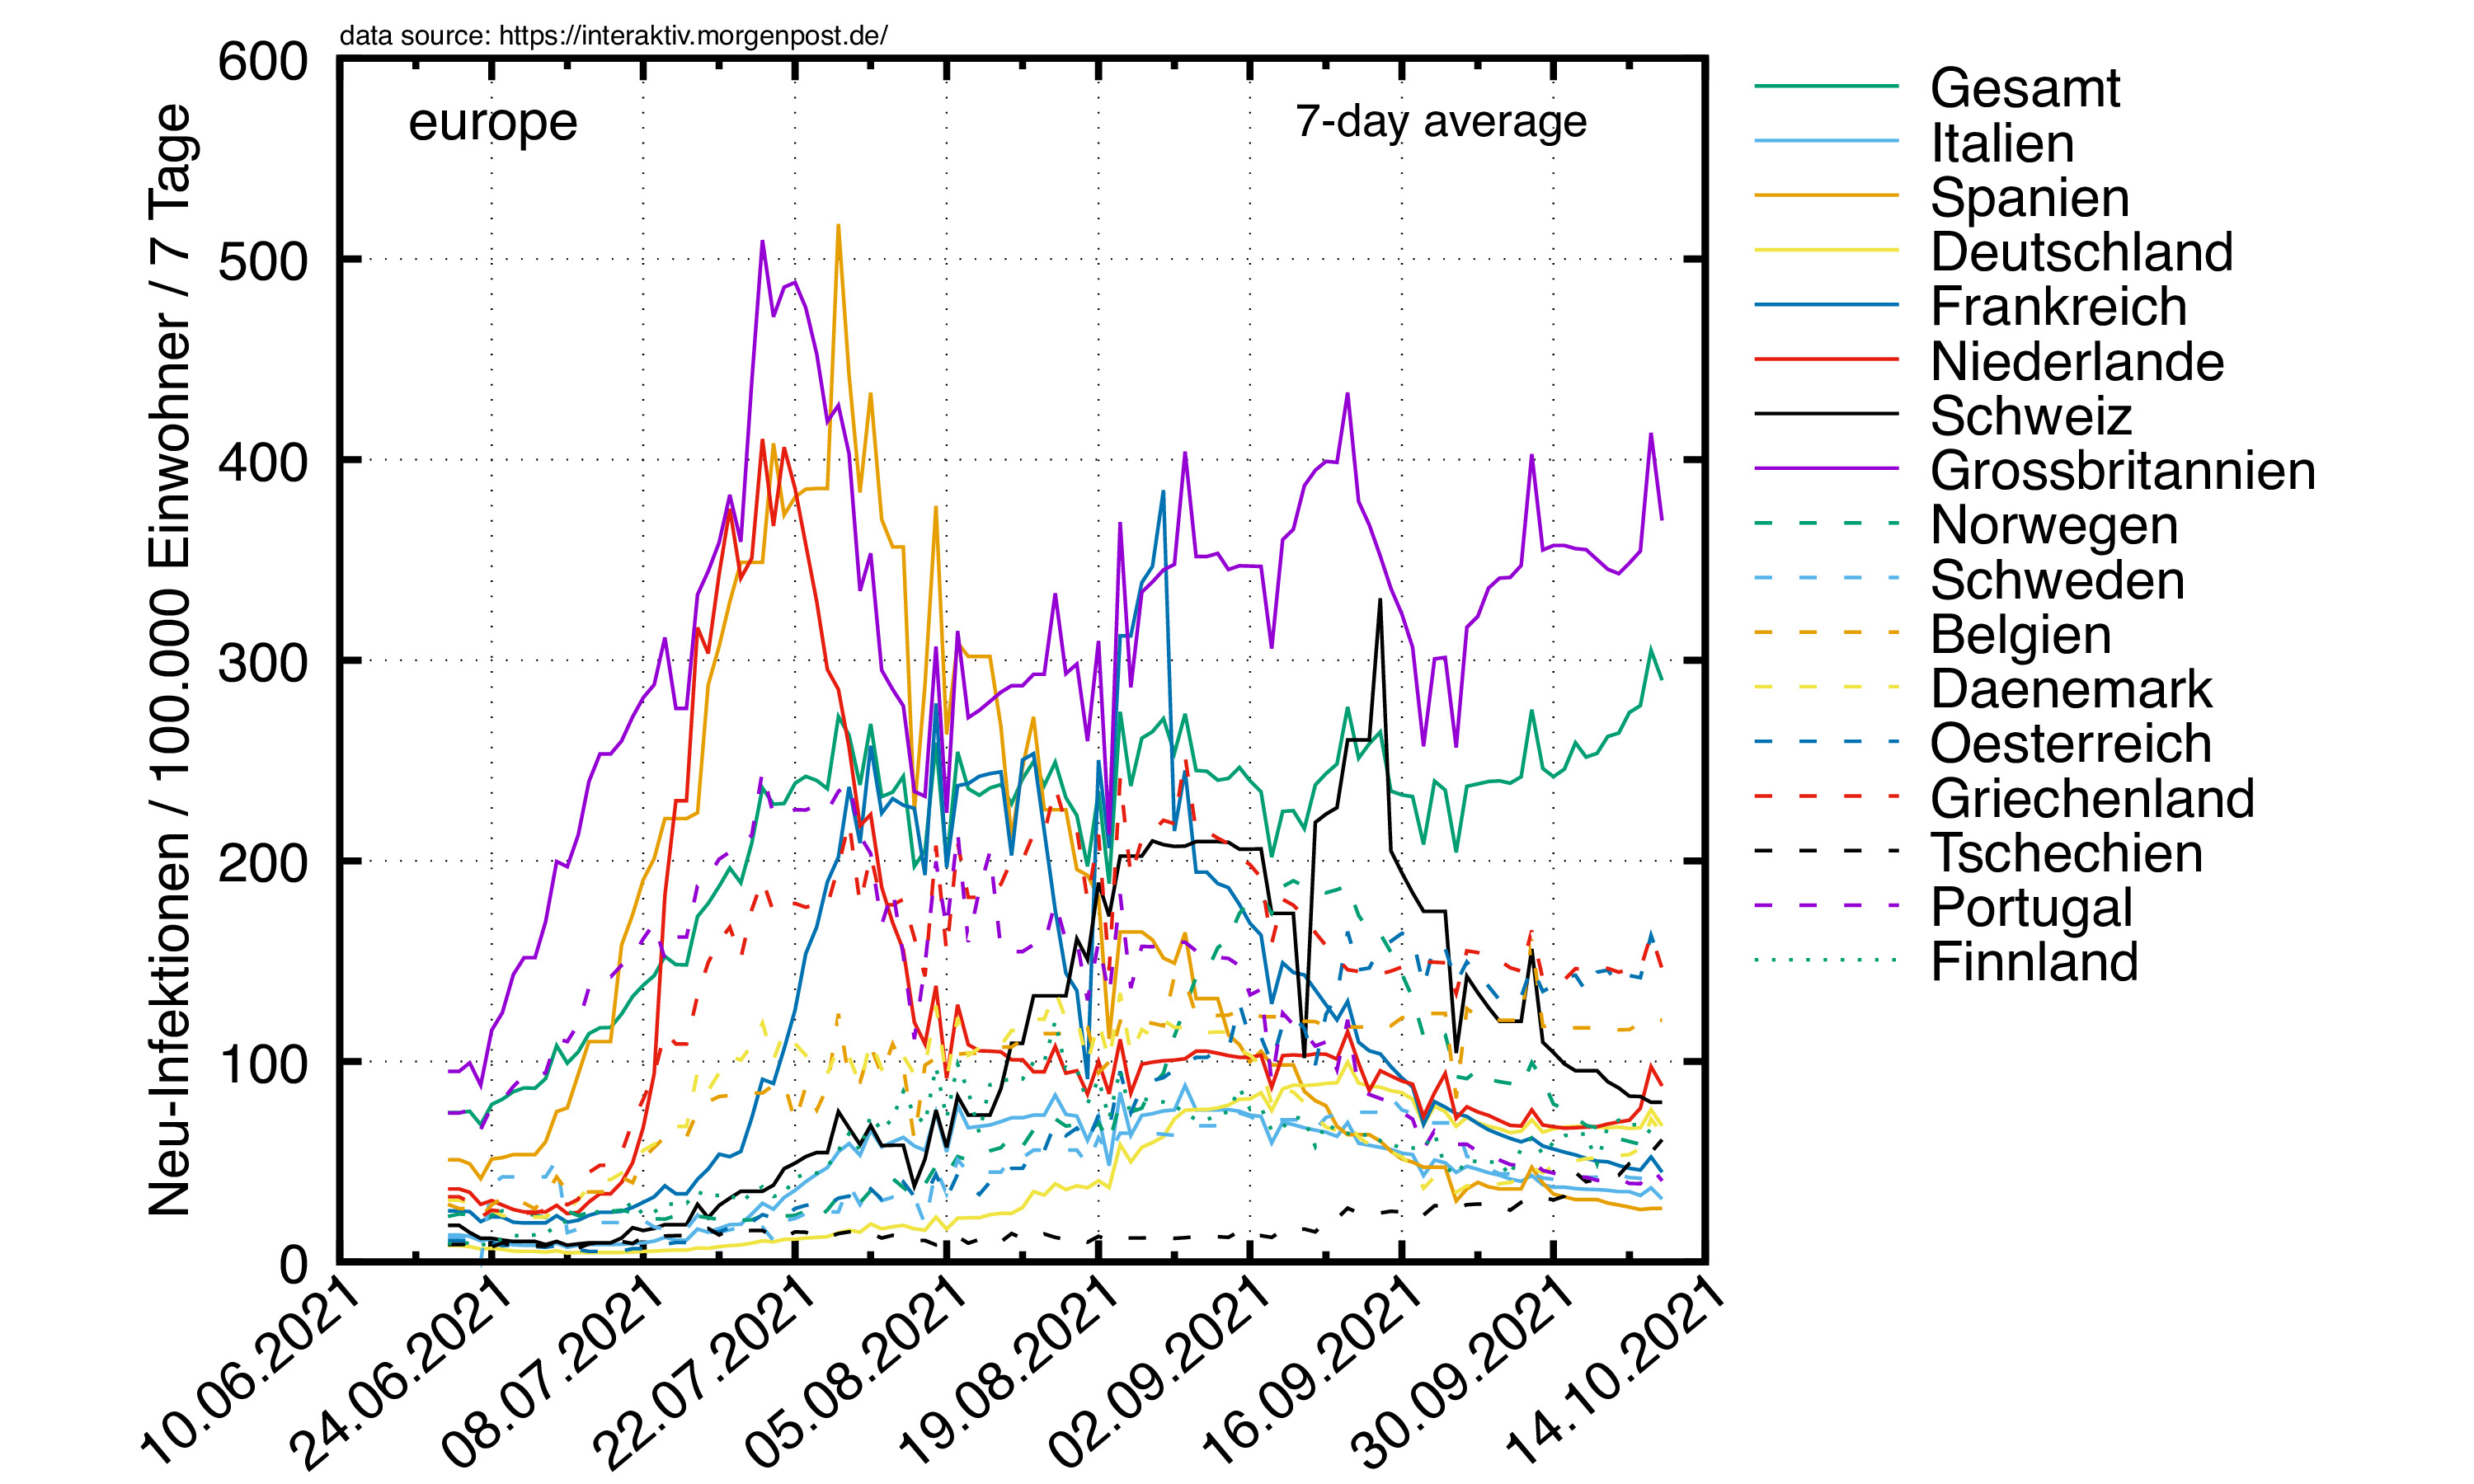 data source: https://interaktiv.morgenpost.de/
europe
7-day average
Neu-Infektionen / 100.000 Einwohner / 7 Tage
600
500
400
300
200
100
0
10.06.2021
24.06.2021
08.07.2021
22.07.2021
05.08.2021
19.08.2021
02.09.2021
16.09.2021
30.09.2021
14.10.2021
Gesamt
Italien
Spanien
Deutschland
Frankreich
Niederlande
Schweiz
Grossbritannien
Norwegen
Schweden
Belgien
Daenemark
Oesterreich
Griechenland
Tschechien
Portugal
Finnland